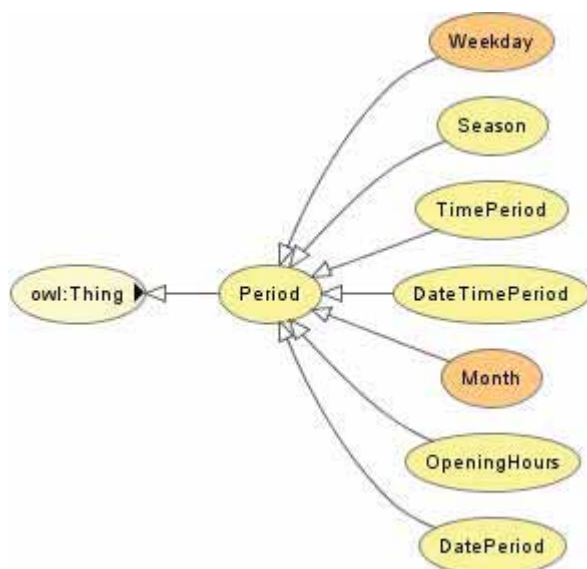 Weekday
Season
TimePeriod
owl:Thing
Period
DateTimePeriod
Month
OpeningHours
DatePeriod